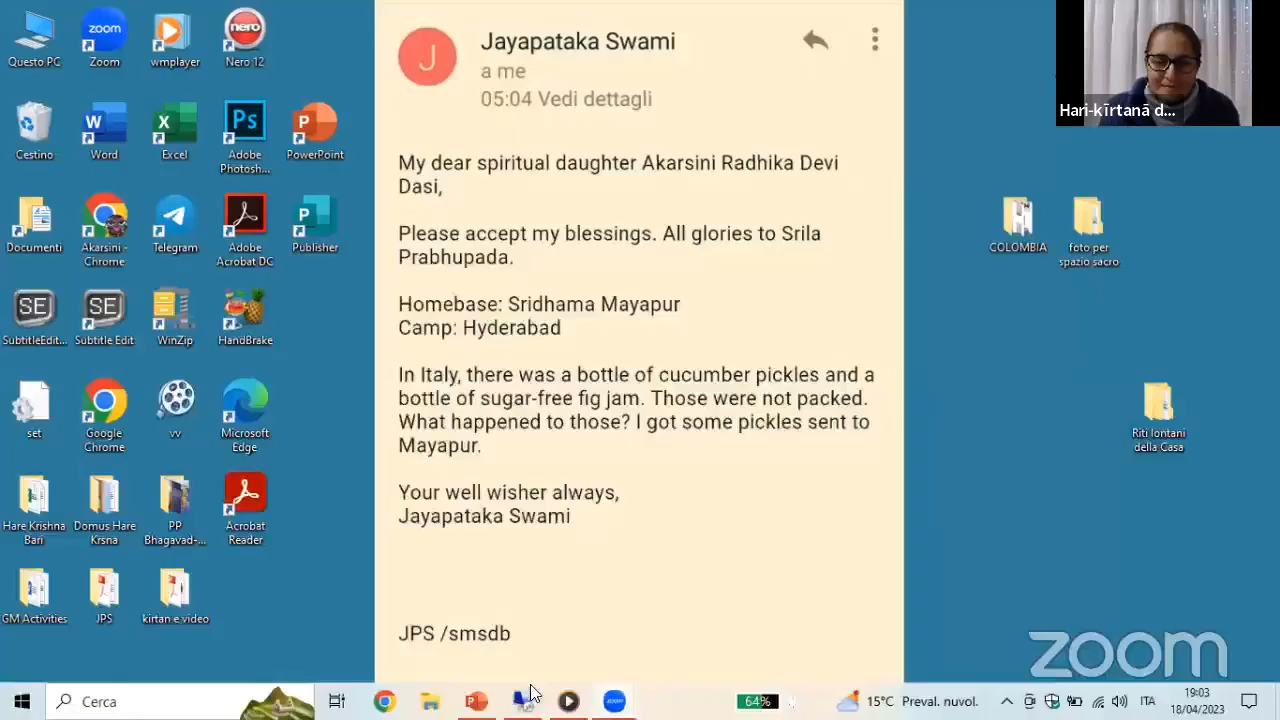 Jayapataka Swami
J
a me
05:04 Vedi dettagli
My dear spiritual daughter Akarsini Radhika Devi
Dasi,
Please accept my blessings. All glories to Srila
Prabhupada.
Homebase: Sridhama Mayapur
Camp: Hyderabad
In Italy, there was a bottle of cucumber pickles and a
bottle of sugar-free fig jam. Those were not packed.
What happened to those? I got some pickles sent to
Mayapur.
Your well wisher always,
Jayapataka Swami
JPS /smsdb
Hari-kīrtanā d...
Questo PC
zoom
Zoom
wmplayer
nero
Nero 12
Cestino
W
Word
X
Excel
Ps
Adobe
Photosh...
P
PowerPoint
Documenti
Akarsini -
Chrome
Telegram
Adobe
Acrobat DC
P
Publisher
SE
SubtitleEdit...
SE
Subtitle Edit
WinZip
HandBrake
set
Google
Chrome
vv
Microsoft
Edge
Hare Krishna
Bari
Domus Hare
Krsna
PP
Bhagavad-...
Acrobat
Reader
GM Activities
JPS
kirtan e video
COLOMBIA
foto per
spazio sacro
Riti lontani
della Casa
zoom
Cerca
P
zoom
64%
15°C Preval. nuvol.
ITA
19:03
18/04/2023